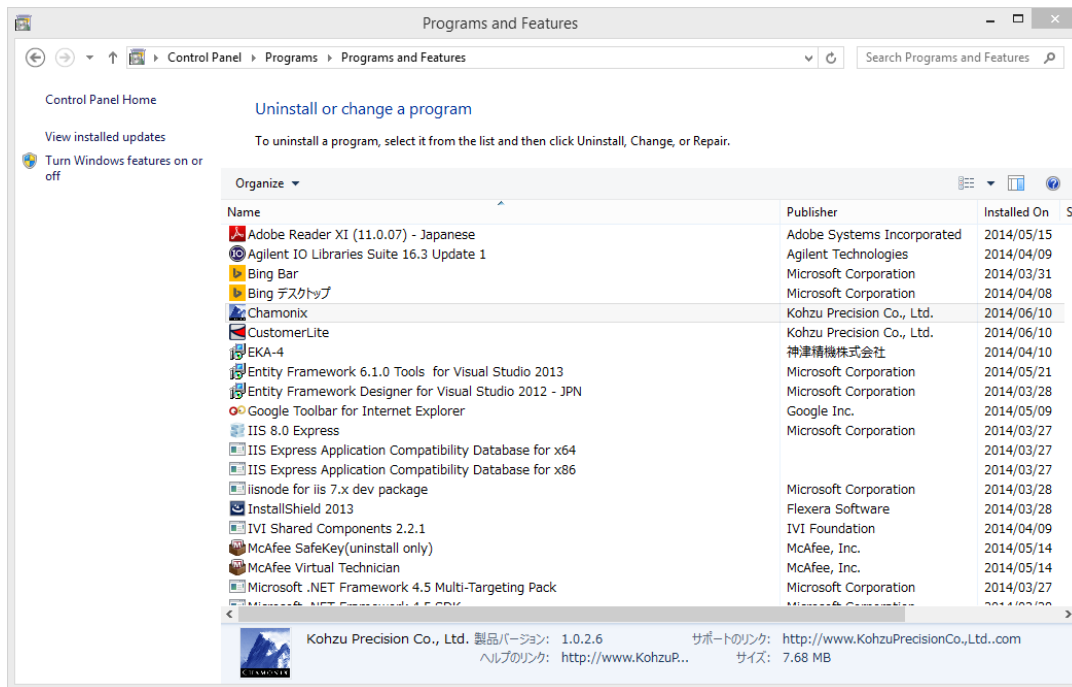 Programs and Features
Control Panel Programs Programs and Features Search Programs and Features
Control Panel Home
View installed updates
Turn Windows features on or
off
Uninstall or change a program
To uninstall a program, select it from the list and then click Uninstall, Change, or Repair.
Organize
Name Publisher Installed On S
Adobe Reader XI (11.0.07) - Japanese Adobe Systems Incorporated 2014/05/15
Agilent IO Libraries Suite 16.3 Update 1 Agilent Technologies 2014/04/09
Bing Bar Microsoft Corporation 2014/03/31
Bing デスクトップ Microsoft Corporation 2014/04/08
Chamonix Kohzu Precision Co., Ltd. 2014/06/10
CustomerLite Kohzu Precision Co., Ltd. 2014/06/10
EKA-4 神津精機株式会社 2014/04/10
Entity Framework 6.1.0 Tools for Visual Studio 2013 Microsoft Corporation 2014/05/21
Entity Framework Designer for Visual Studio 2012 - JPN Microsoft Corporation 2014/03/28
Google Toolbar for Internet Explorer Google Inc. 2014/05/09
IIS 8.0 Express Microsoft Corporation 2014/03/27
IIS Express Application Compatibility Database for x64 2014/03/27
IIS Express Application Compatibility Database for x86 2014/03/27
iisnode for iis 7.x dev package Microsoft Corporation 2014/03/28
InstallShield 2013 Flexera Software 2014/03/28
IVI Shared Components 2.2.1 IVI Foundation 2014/04/09
McAfee SafeKey(uninstall only) McAfee, Inc. 2014/05/14
McAfee Virtual Technician McAfee, Inc. 2014/05/14
Microsoft .NET Framework 4.5 Multi-Targeting Pack Microsoft Corporation 2014/03/27
Microsoft .NET Framework 4.5 SDK Microsoft Corporation
Kohzu Precision Co., Ltd. 製品バージョン: 1.0.2.6 サポートのリンク: http://www.KohzuPrecisionCo.,Ltd..com
ヘルプのリンク: http://www.KohzuP... サイズ: 7.68 MB
CHAMONIX